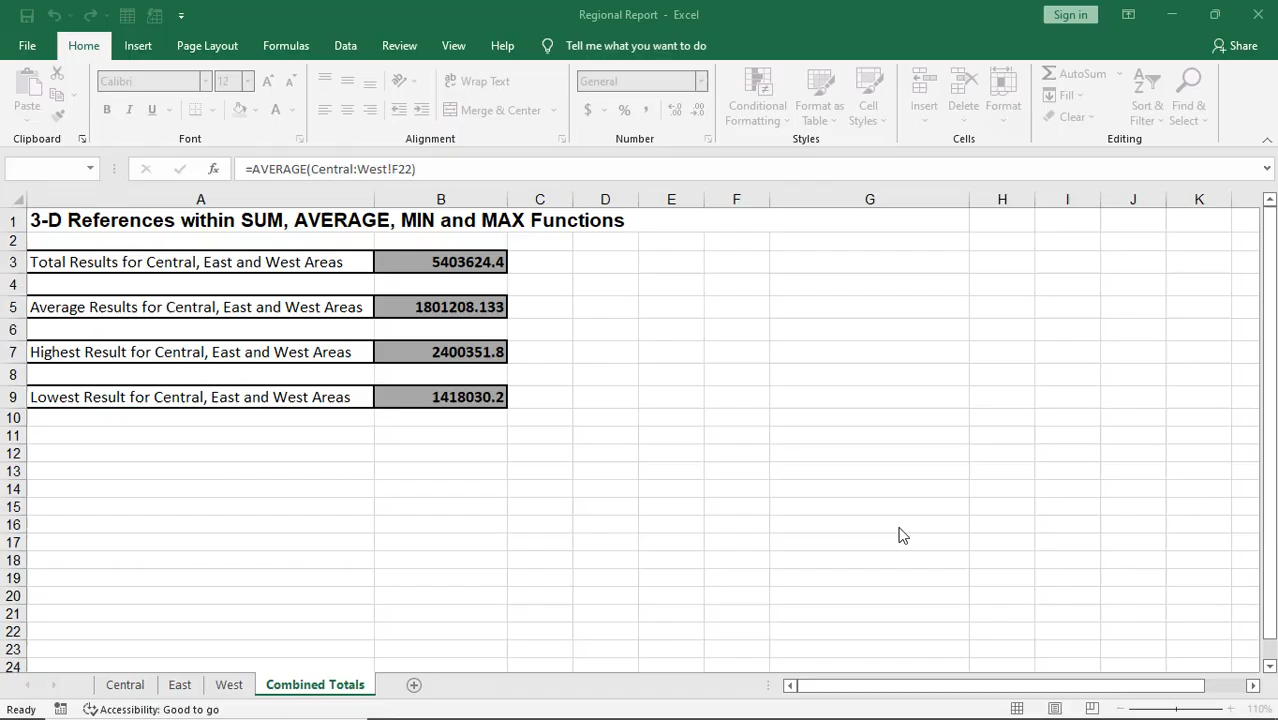 Regional Report - Excel
Sign in
File Home Insert Page Layout Formulas Data Review View Help Tell me what you want to do Share
Paste
Clipboard
Calibri 12
B I U A
Font
Wrap Text
Merge & Center
Alignment
General
$ % ,
Number
Conditional Formatting
Format as Table
Cell Styles
Styles
Insert Delete Format
Cells
AutoSum
Fill
Clear
Sort & Filter
Find & Select
Editing
fx =AVERAGE(Central:West!F22)
A B C D E F G H I J K
1 3-D References within SUM, AVERAGE, MIN and MAX Functions
2
3 Total Results for Central, East and West Areas 5403624.4
4
5 Average Results for Central, East and West Areas 1801208.133
6
7 Highest Result for Central, East and West Areas 2400351.8
8
9 Lowest Result for Central, East and West Areas 1418030.2
10
11
12
13
14
15
16
17
18
19
20
21
22
23
24
Central East West Combined Totals
Ready Accessibility: Good to go 110%